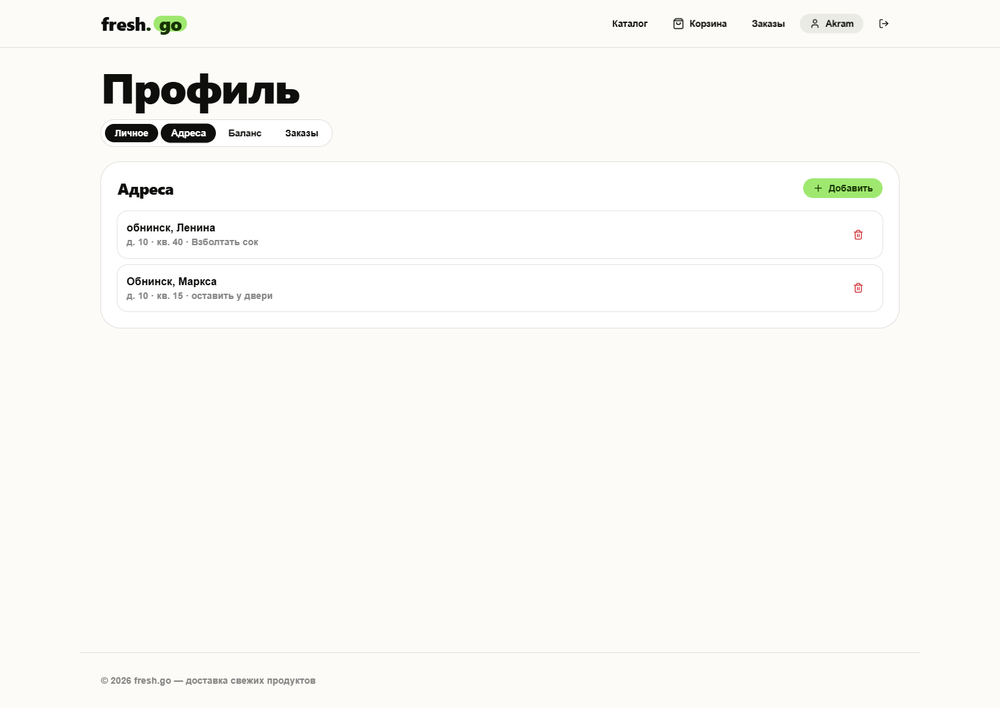 fresh. go
Каталог Корзина Заказы Akram
Профиль
Личное Адреса Баланс Заказы
Адреса
Добавить
обнинск, Ленина
д. 10 · кв. 40 · Взболтать сок
Обнинск, Маркса
д. 10 · кв. 15 · оставить у двери
© 2026 fresh.go — доставка свежих продуктов